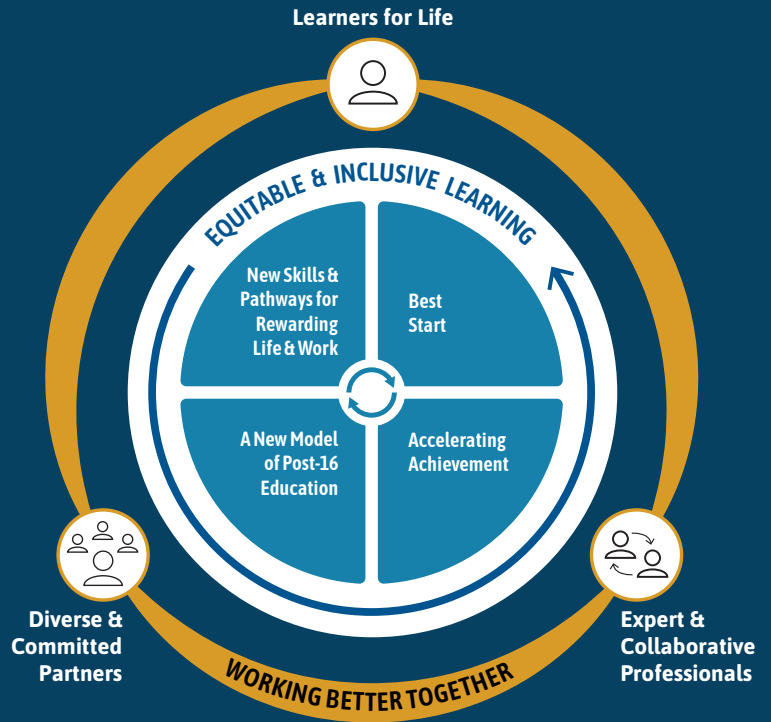 Learners for Life
EQUITABLE & INCLUSIVE LEARNING
New Skills &
Pathways for
Rewarding
Life & Work
Best
Start
A New Model
of Post-16
Education
Accelerating
Achievement
Diverse &
Committed
Partners
Expert &
Collaborative
Professionals
WORKING BETTER TOGETHER